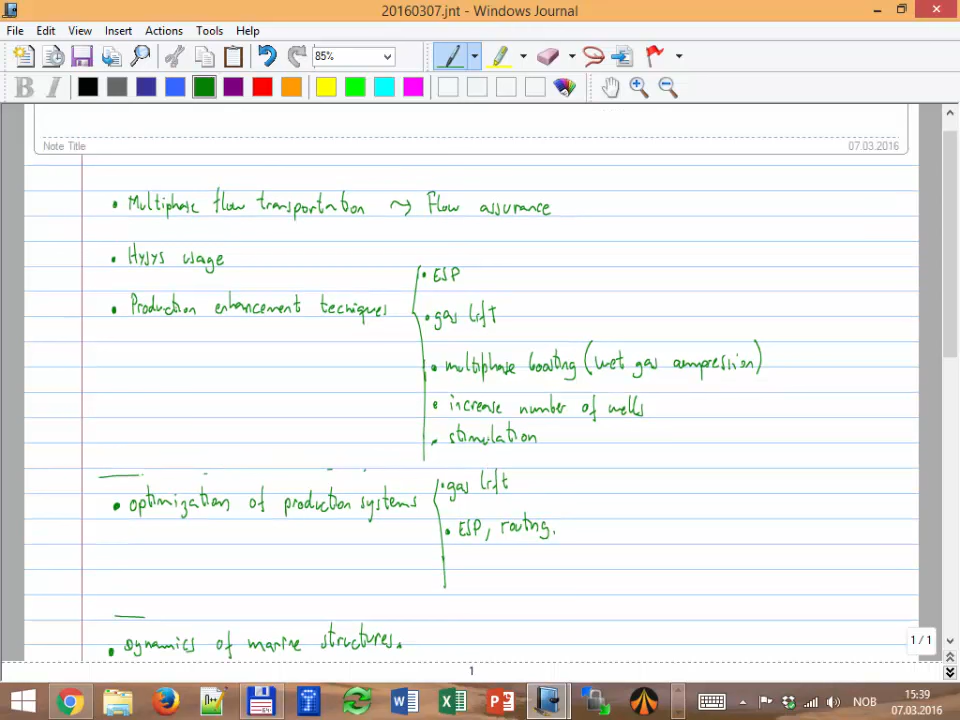 20160307.jnt - Windows Journal
File Edit View Insert Actions Tools Help
85%
Note Title 07.03.2016
• Multiphase flow transportation ~> Flow assurance
• Hysys usage
• Production enhancement tecniques
• ESP
• gas lift
• multiphase boosting (wet gas compression)
• increase number of wells
• stimulation
• optimization of production systems
• gas lift
• ESP, routing.
• Dynamics of marine structures.
1 / 1
1
NOB
15:39
07.03.2016